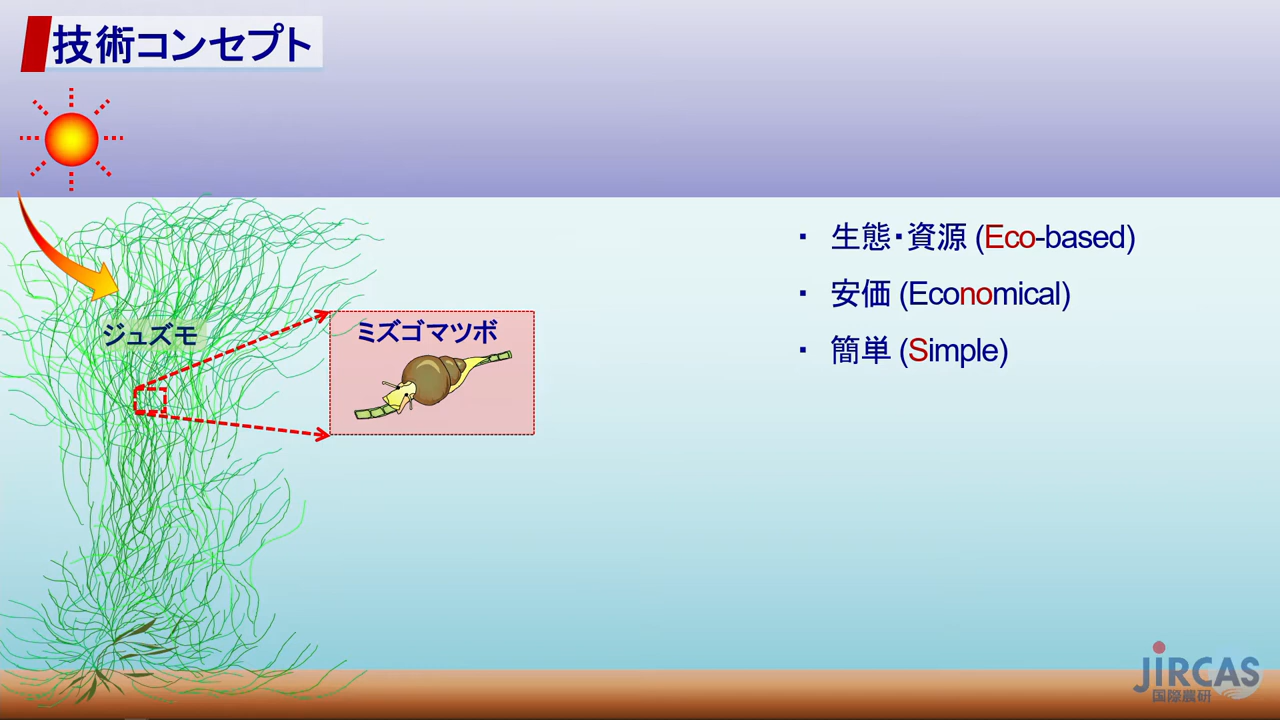 技術コンセプト
・ 生態・資源 (Eco-based)
・ 安価 (Economical)
・ 簡単 (Simple)
ジュズモ
ミズゴマツボ
JIRCAS
国際農研